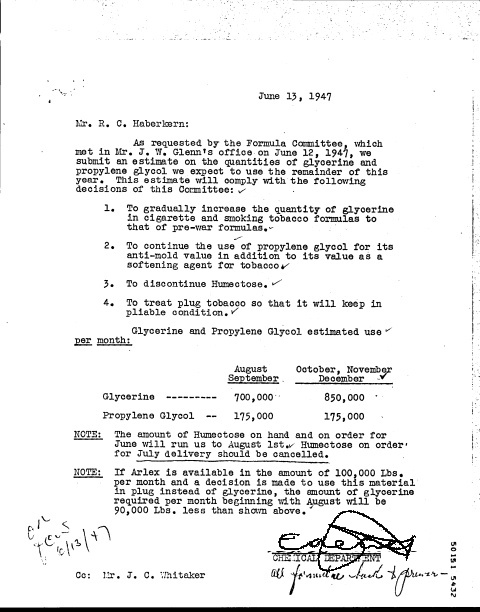 June 13, 1947
Mr. R. C. Haberkern:
As requested by the Formula Committee, which
met in Mr. J. W. Glenn's office on June 12, 1947, we
submit an estimate on the quantities of glycerine and
propylene glycol we expect to use the remainder of this
year. This estimate will comply with the following
decisions of this Committee: ✓
1. To gradually increase the quantity of glycerine
in cigarette and smoking tobacco formulas to
that of pre-war formulas.
2. To continue the use of propylene glycol for its
anti-mold value in addition to its value as a
softening agent for tobacco ✓
3. To discontinue Humectose. ✓
4. To treat plug tobacco so that it will keep in
pliable condition. ✓
Glycerine and Propylene Glycol estimated use ✓
per month:
August October, November
September December ✓
Glycerine --------- 700,000 850,000
Propylene Glycol -- 175,000 175,000
NOTE: The amount of Humectose on hand and on order for
June will run us to August 1st. ✓ Humectose on order
for July delivery should be cancelled.
NOTE: If Arlex is available in the amount of 100,000 Lbs.
per month and a decision is made to use this material
in plug instead of glycerine, the amount of glycerine
required per month beginning with August will be
90,000 Lbs. less than shown above.
6/13/47
CHEMICAL DEPARTMENT
all formulae back to
Cc: Mr. J. C. Whitaker
50151 5432